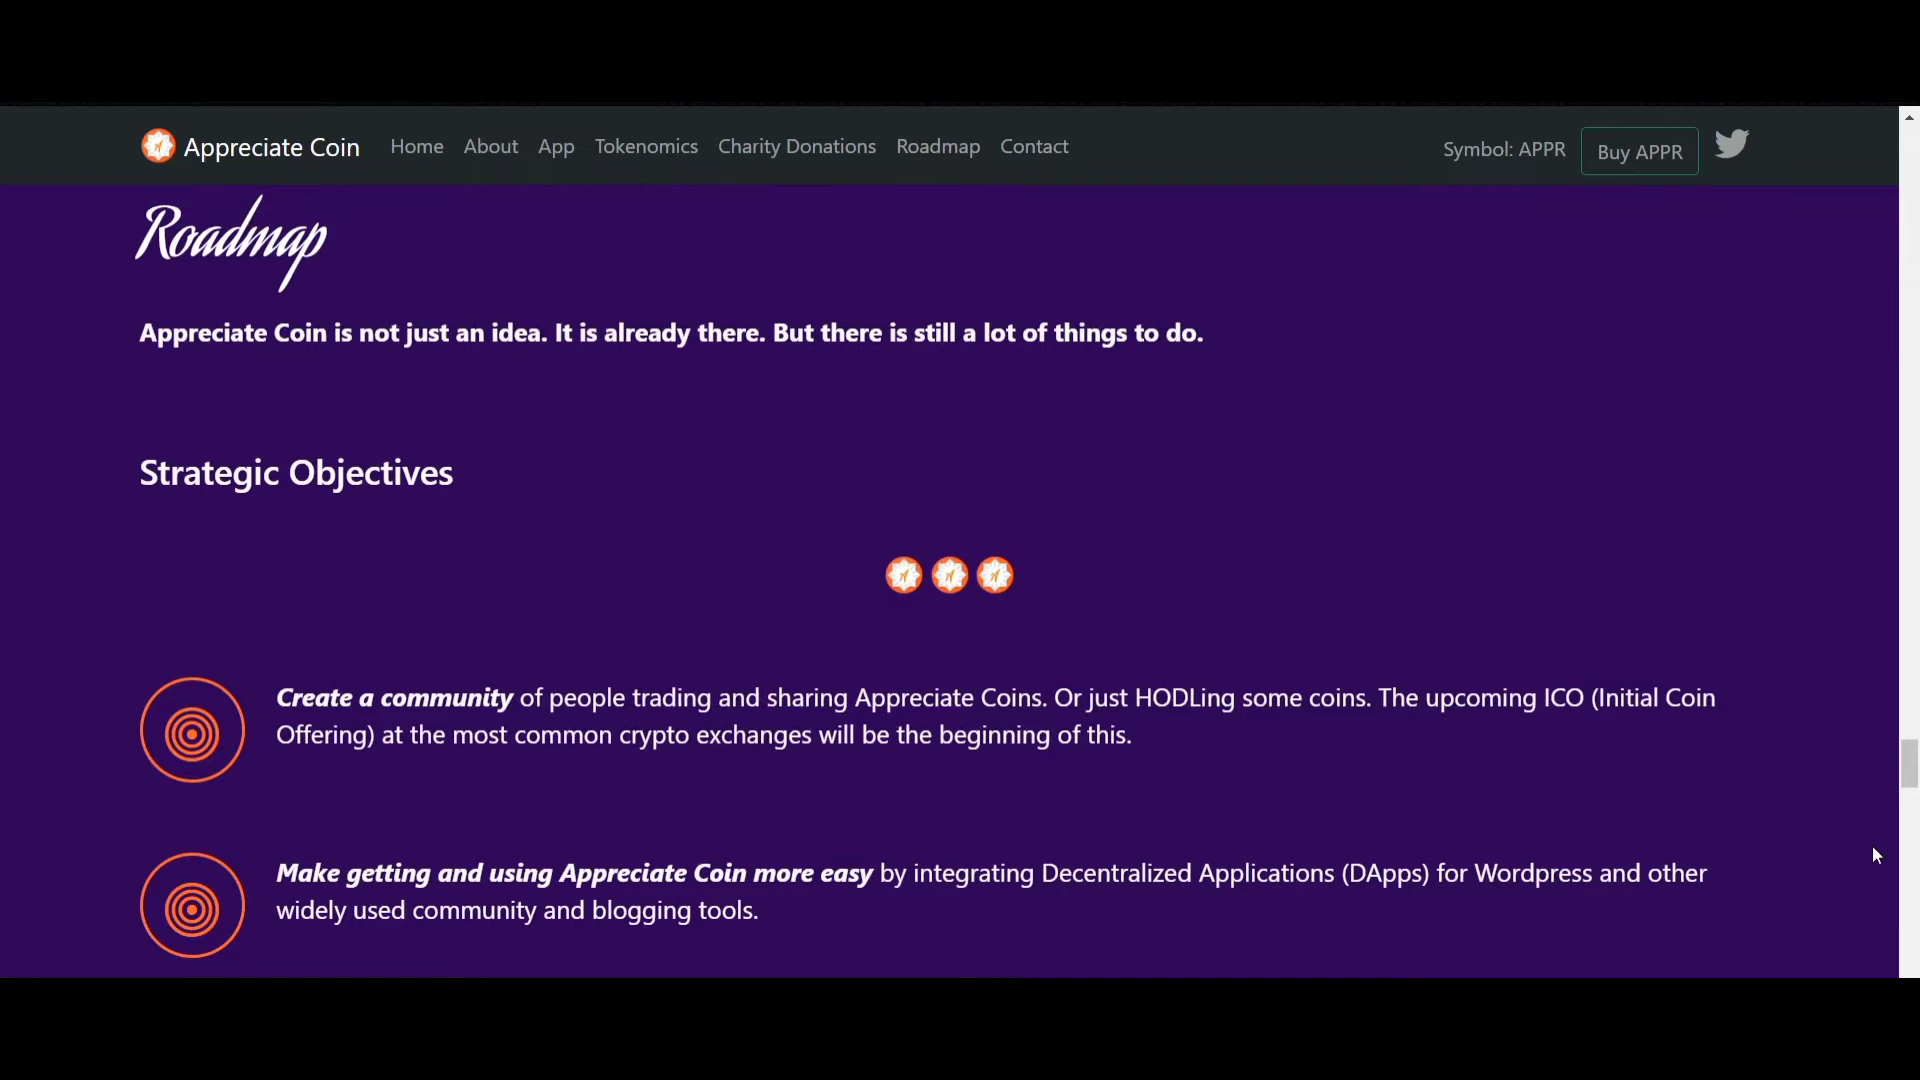 Appreciate Coin Home About App Tokenomics Charity Donations Roadmap Contact Symbol: APPR Buy APPR
Roadmap
Appreciate Coin is not just an idea. It is already there. But there is still a lot of things to do.
Strategic Objectives
Create a community of people trading and sharing Appreciate Coins. Or just HODLing some coins. The upcoming ICO (Initial Coin
Offering) at the most common crypto exchanges will be the beginning of this.
Make getting and using Appreciate Coin more easy by integrating Decentralized Applications (DApps) for Wordpress and other
widely used community and blogging tools.